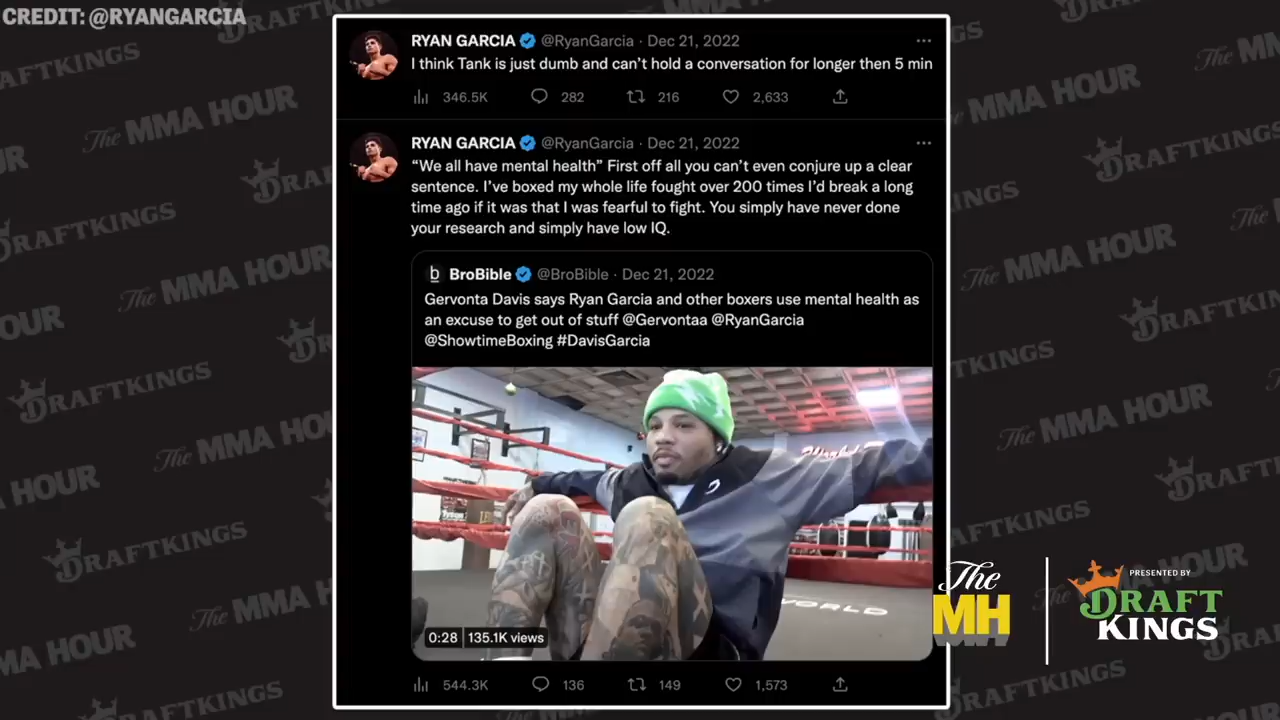 CREDIT: @RYANGARCIA
RYAN GARCIA @RyanGarcia · Dec 21, 2022
I think Tank is just dumb and can't hold a conversation for longer then 5 min
346.5K 282 216 2,633
RYAN GARCIA @RyanGarcia · Dec 21, 2022
“We all have mental health” First off all you can't even conjure up a clear
sentence. I've boxed my whole life fought over 200 times I'd break a long
time ago if it was that I was fearful to fight. You simply have never done
your research and simply have low IQ.
b BroBible @BroBible · Dec 21, 2022
Gervonta Davis says Ryan Garcia and other boxers use mental health as
an excuse to get out of stuff @Gervontaa @RyanGarcia
@ShowtimeBoxing #DavisGarcia
WORLD
0:28 135.1K views
544.3K 136 149 1,573
The
MH
PRESENTED BY
DRAFT
KINGS
The MMA HOUR
DRAFTKINGS